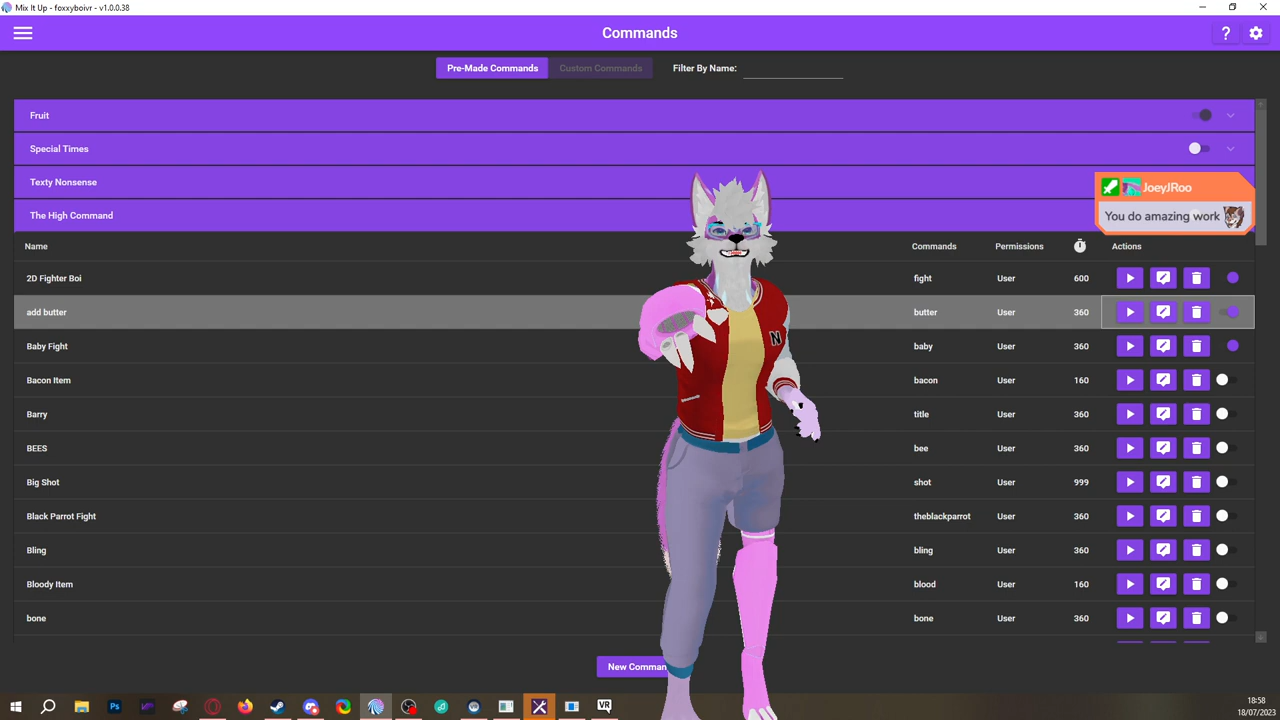 Mix It Up - foxxyboivr - v1.0.0.38
Commands
?
Pre-Made Commands Custom Commands Filter By Name:
Fruit
Special Times
Texty Nonsense
JoeyJRoo
You do amazing work
The High Command
Name Commands Permissions Actions
2D Fighter Boi fight User 600
add butter butter User 360
Baby Fight baby User 360
Bacon Item bacon User 160
Barry title User 360
BEES bee User 360
Big Shot shot User 999
Black Parrot Fight theblackparrot User 360
Bling bling User 360
Bloody Item blood User 160
bone bone User 360
N
New Comman
Ps
VR
18:58
18/07/2023